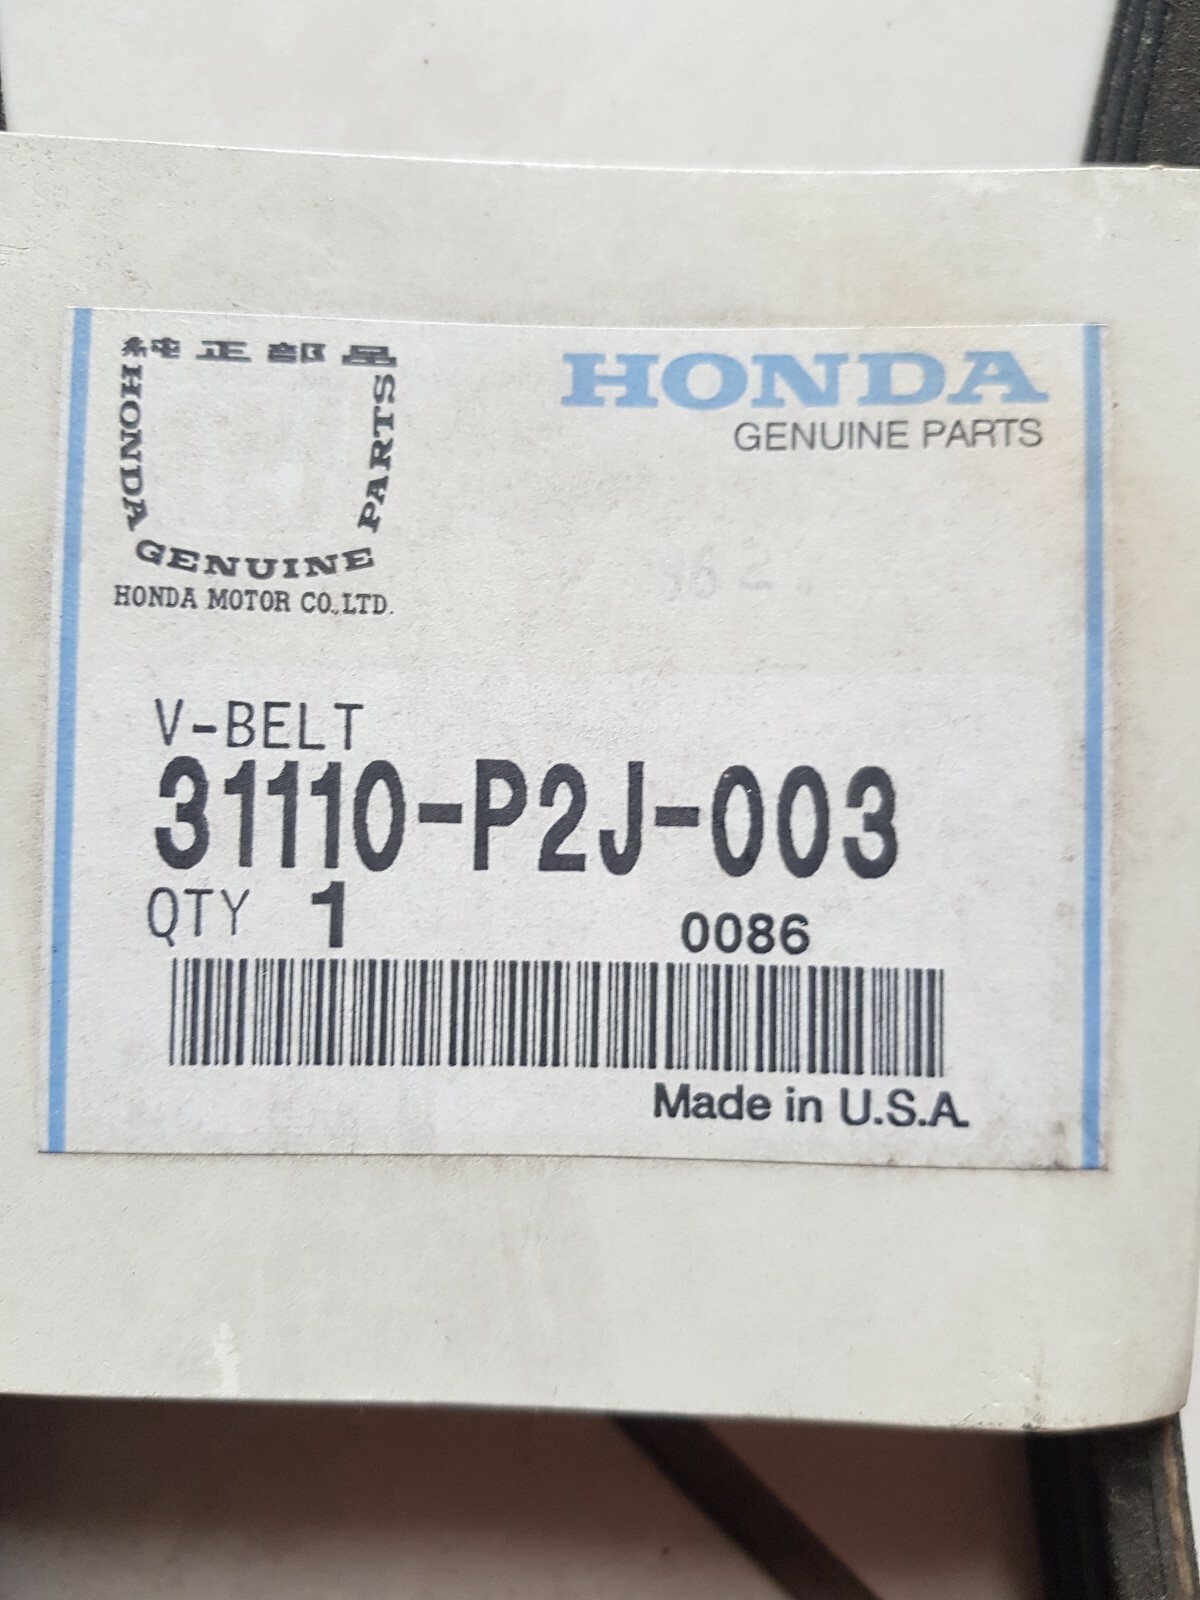 純正部品
HONDA
GENUINE
PARTS
HONDA MOTOR CO.,LTD.
HONDA
GENUINE PARTS
V-BELT
31110-P2J-003
QTY 1
0086
Made in U.S.A.